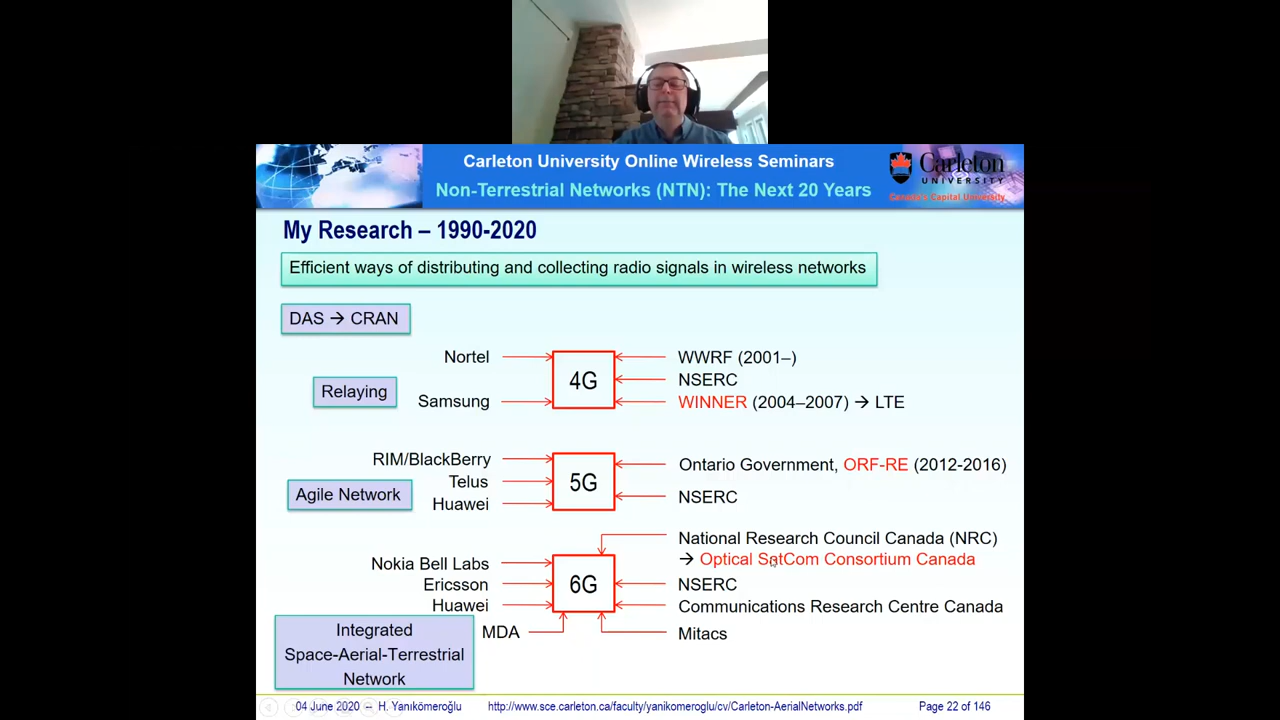 Carleton University Online Wireless Seminars
Non-Terrestrial Networks (NTN): The Next 20 Years
Carleton
UNIVERSITY
Canada's Capital University
My Research – 1990-2020
Efficient ways of distributing and collecting radio signals in wireless networks
DAS → CRAN
Nortel
4G
WWRF (2001–)
NSERC
Relaying
Samsung
WINNER (2004–2007) → LTE
RIM/BlackBerry
Telus
Huawei
Agile Network
5G
Ontario Government, ORF-RE (2012-2016)
NSERC
National Research Council Canada (NRC)
→ Optical SatCom Consortium Canada
Nokia Bell Labs
Ericsson
Huawei
6G
NSERC
Communications Research Centre Canada
MDA
Mitacs
Integrated
Space-Aerial-Terrestrial
Network
04 June 2020 – H. Yanıkömeroğlu
http://www.sce.carleton.ca/faculty/yanikomeroglu/cv/Carleton-AerialNetworks.pdf
Page 22 of 146